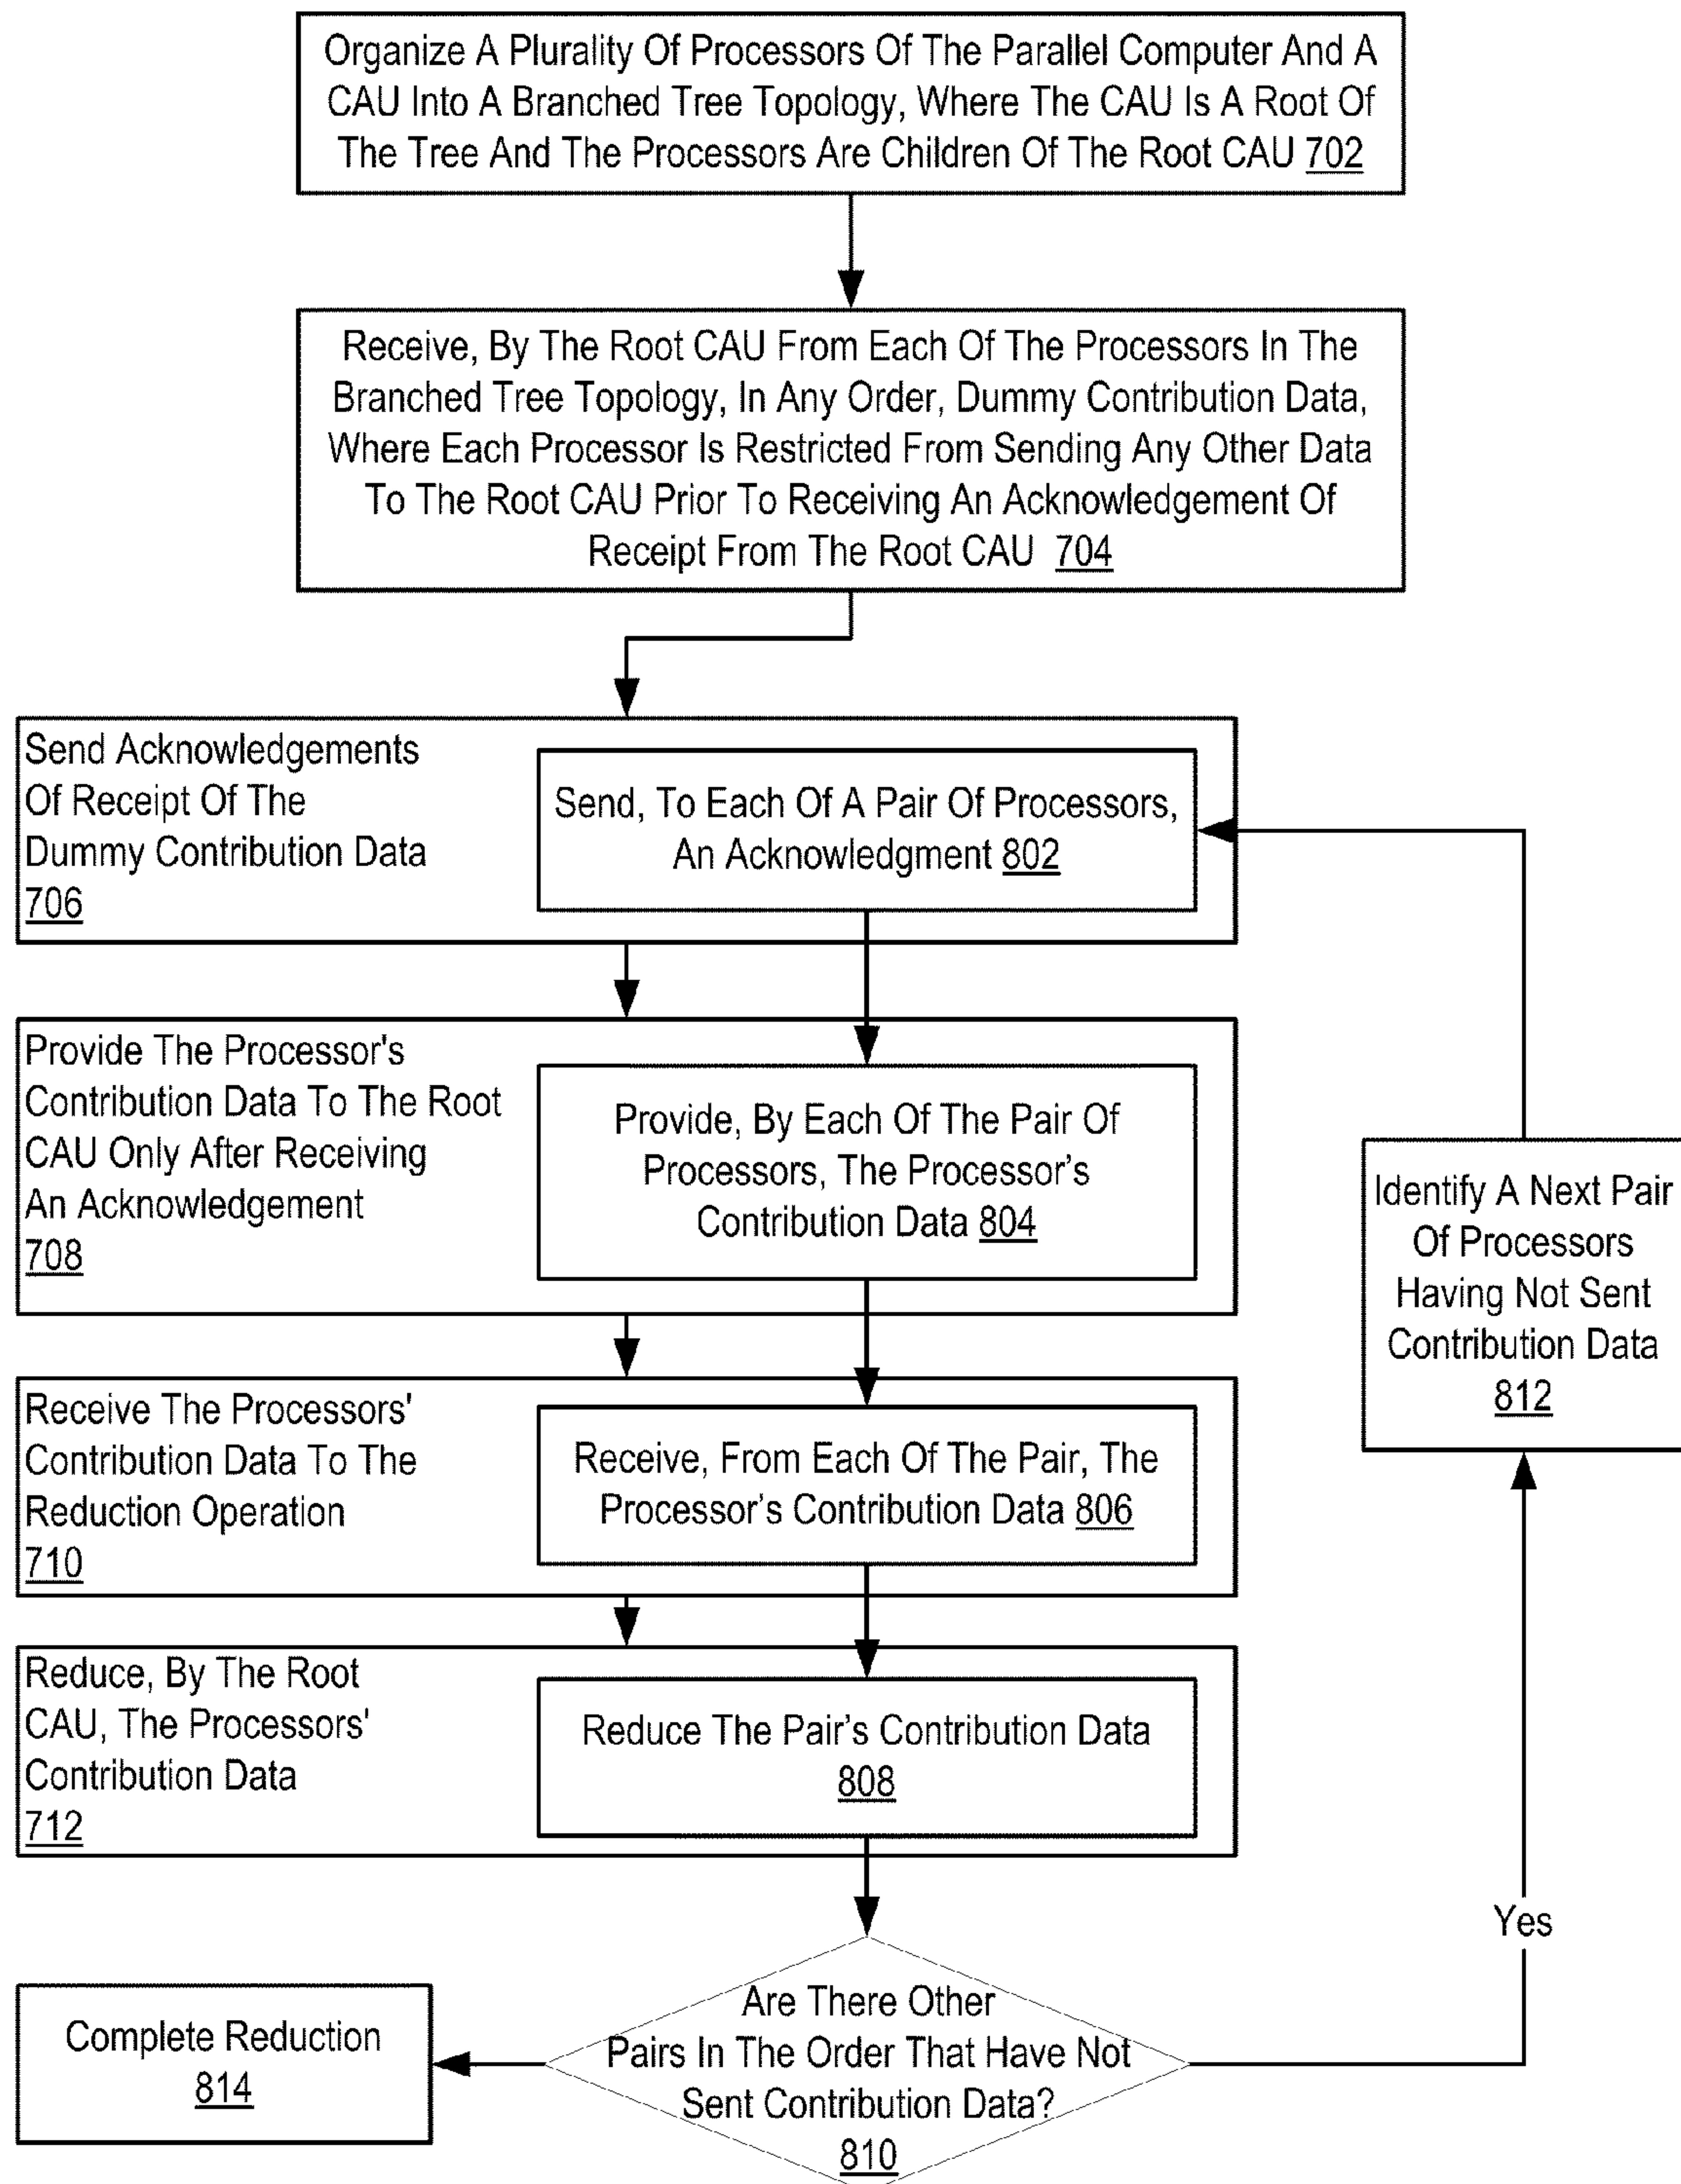 Organize A Plurality Of Processors Of The Parallel Computer And A
CAU Into A Branched Tree Topology, Where The CAU Is A Root Of
The Tree And The Processors Are Children Of The Root CAU 702
Receive, By The Root CAU From Each Of The Processors In The
Branched Tree Topology, In Any Order, Dummy Contribution Data,
Where Each Processor Is Restricted From Sending Any Other Data
To The Root CAU Prior To Receiving An Acknowledgement Of
Receipt From The Root CAU 704
Send Acknowledgements
Of Receipt Of The
Dummy Contribution Data
706
Send, To Each Of A Pair Of Processors,
An Acknowledgment 802
Provide The Processor's
Contribution Data To The Root
CAU Only After Receiving
An Acknowledgement
708
Provide, By Each Of The Pair Of
Processors, The Processor's
Contribution Data 804
Identify A Next Pair
Of Processors
Having Not Sent
Contribution Data
812
Receive The Processors'
Contribution Data To The
Reduction Operation
710
Receive, From Each Of The Pair, The
Processor's Contribution Data 806
Reduce, By The Root
CAU, The Processors'
Contribution Data
712
Reduce The Pair's Contribution Data
808
Yes
Complete Reduction
814
Are There Other
Pairs In The Order That Have Not
Sent Contribution Data?
810